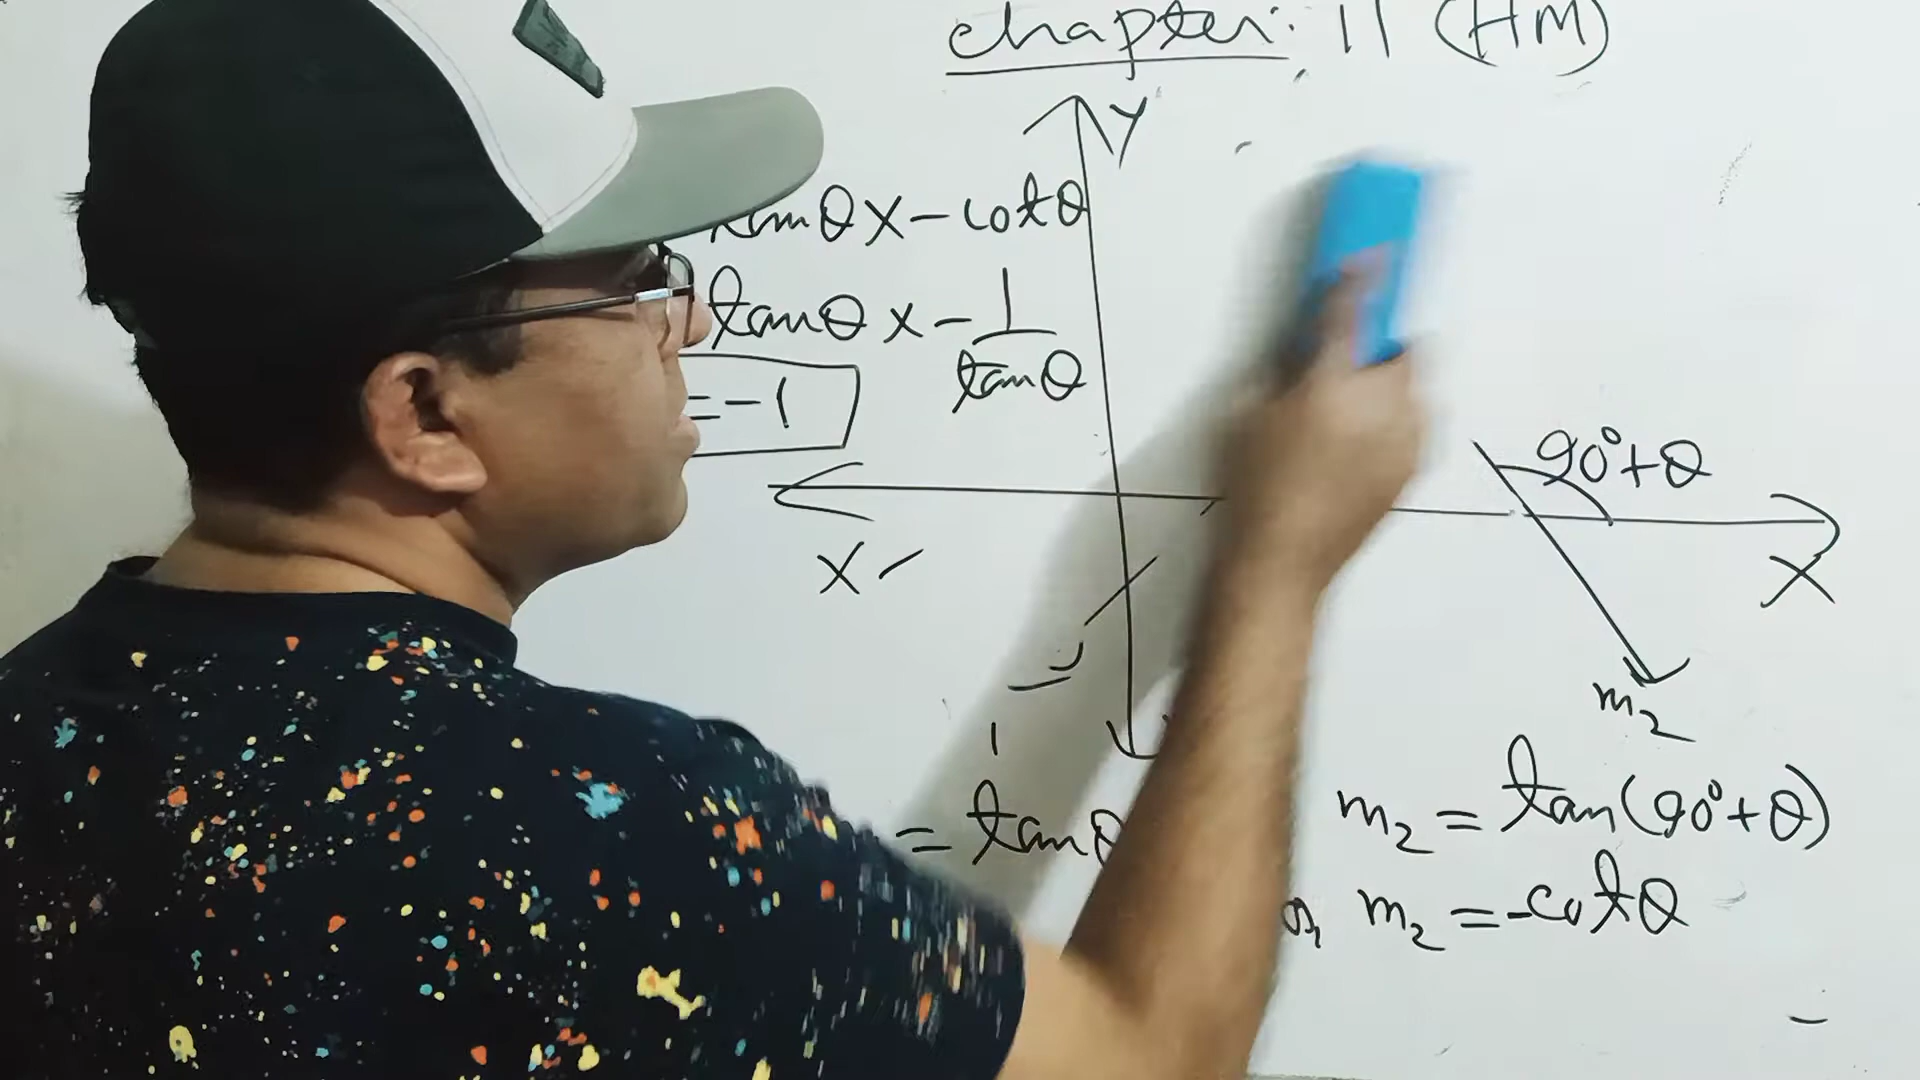 chapter: 11 (HM)
Y
tanθ x - cotθ
tanθ x - 1/tanθ
= -1
90°+θ
X
X
m₂
= tanθ
m₂ = tan(90°+θ)
m₂ = -cotθ